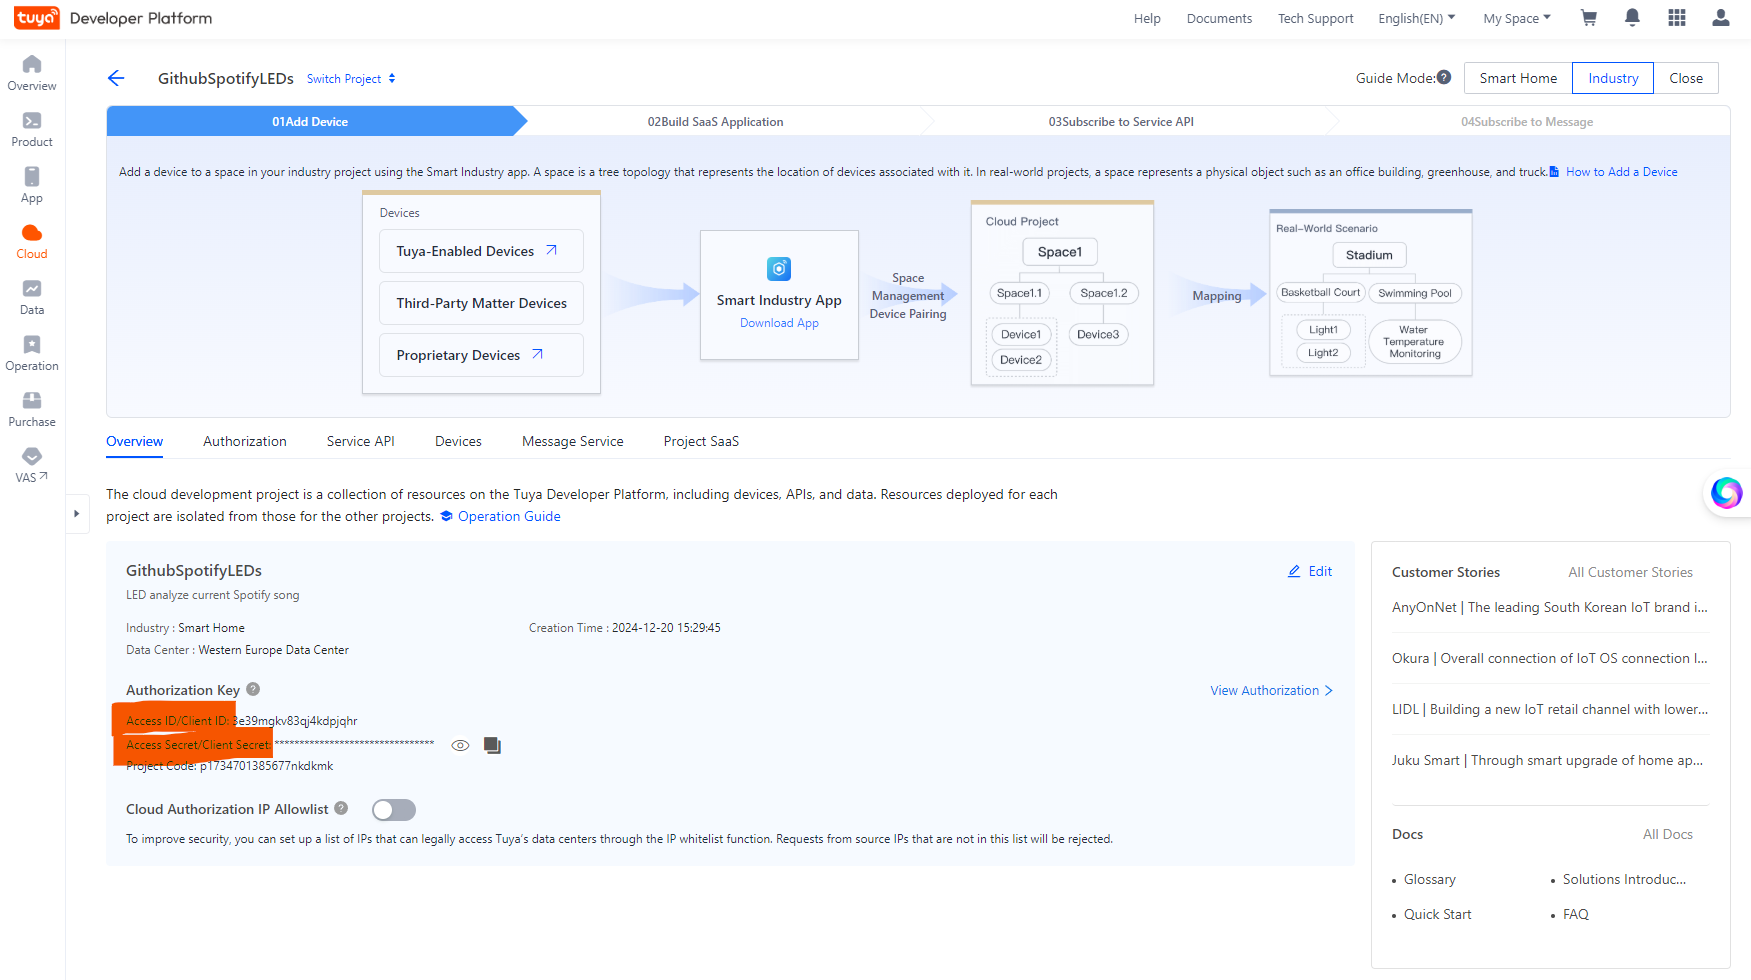 tuya Developer Platform
Help Documents Tech Support English(EN) My Space
Overview
Product
App
Cloud
Data
Operation
Purchase
VAS
GithubSpotifyLEDs Switch Project
Guide Mode: ? Smart Home Industry Close
01Add Device 02Build SaaS Application 03Subscribe to Service API 04Subscribe to Message
Add a device to a space in your industry project using the Smart Industry app. A space is a tree topology that represents the location of devices associated with it. In real-world projects, a space represents a physical object such as an office building, greenhouse, and truck. How to Add a Device
Devices
Tuya-Enabled Devices
Third-Party Matter Devices
Proprietary Devices
Smart Industry App
Download App
Space
Management
Device Pairing
Cloud Project
Space1
Space1.1 Space1.2
Device1 Device3
Device2
Mapping
Real-World Scenario
Stadium
Basketball Court Swimming Pool
Light1
Light2
Water
Temperature
Monitoring
Overview Authorization Service API Devices Message Service Project SaaS
The cloud development project is a collection of resources on the Tuya Developer Platform, including devices, APIs, and data. Resources deployed for each
project are isolated from those for the other projects. Operation Guide
GithubSpotifyLEDs Edit
LED analyze current Spotify song
Industry : Smart Home Creation Time : 2024-12-20 15:29:45
Data Center : Western Europe Data Center
Authorization Key ? View Authorization
Access ID/Client ID: 3e39mgkv83qj4kdpjqhr
Access Secret/Client Secret: ********************************
Project Code: p1734701385677nkdkmk
Cloud Authorization IP Allowlist ?
To improve security, you can set up a list of IPs that can legally access Tuya's data centers through the IP whitelist function. Requests from source IPs that are not in this list will be rejected.
Customer Stories All Customer Stories
AnyOnNet | The leading South Korean IoT brand i...
Okura | Overall connection of IoT OS connection I...
LIDL | Building a new IoT retail channel with lower...
Juku Smart | Through smart upgrade of home ap...
Docs All Docs
• Glossary • Solutions Introduc...
• Quick Start • FAQ